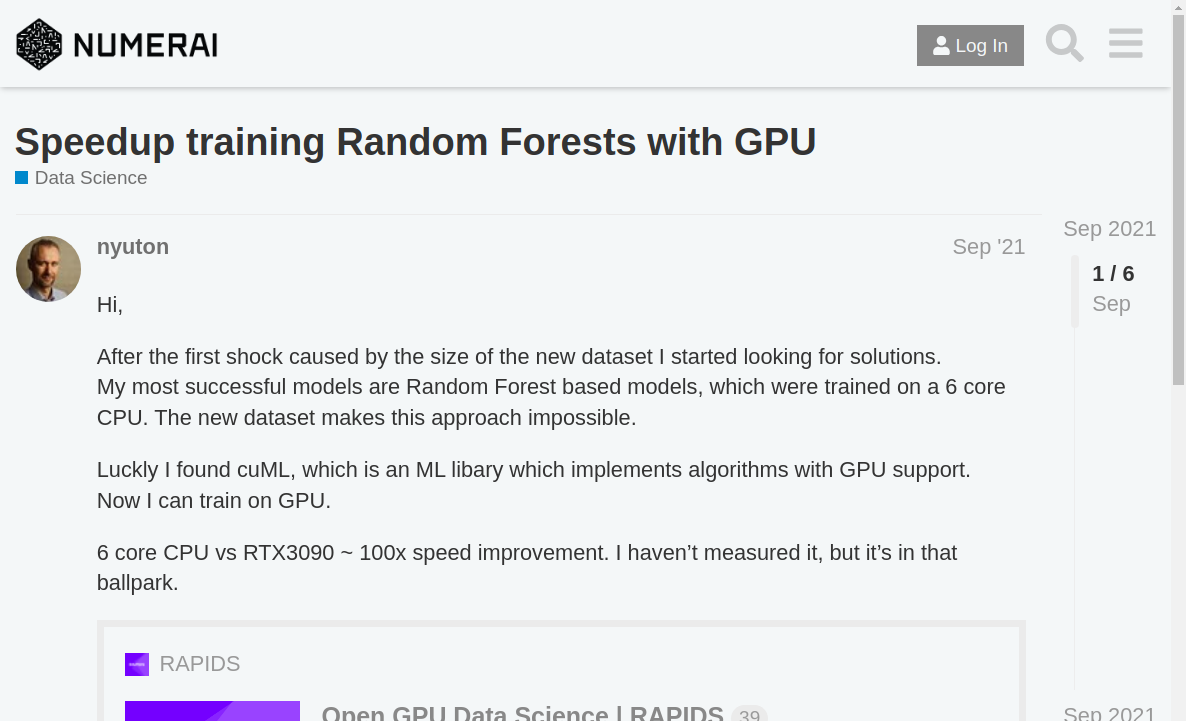 NUMERAI
Log In
Speedup training Random Forests with GPU
Data Science
nyuton
Sep '21
Hi,
After the first shock caused by the size of the new dataset I started looking for solutions.
My most successful models are Random Forest based models, which were trained on a 6 core
CPU. The new dataset makes this approach impossible.
Luckly I found cuML, which is an ML libary which implements algorithms with GPU support.
Now I can train on GPU.
6 core CPU vs RTX3090 ~ 100x speed improvement. I haven’t measured it, but it’s in that
ballpark.
RAPIDS
Open GPU Data Science | RAPIDS 39
Sep 2021
1 / 6
Sep
Sep 2021